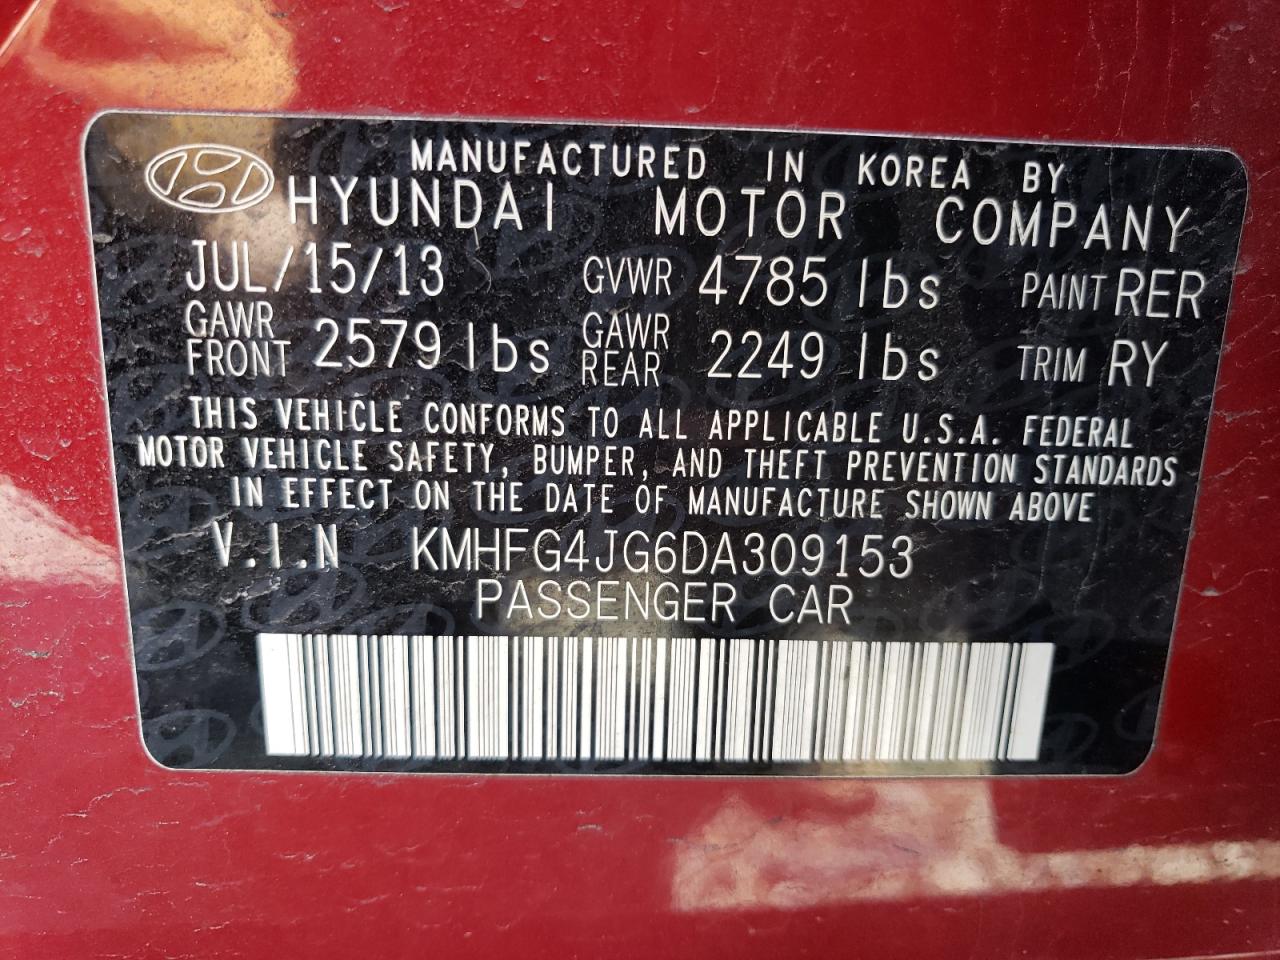 MANUFACTURED IN KOREA BY
HYUNDAI MOTOR COMPANY
JUL/15/13 GVWR 4785 lbs PAINT RER
GAWR FRONT 2579 lbs GAWR REAR 2249 lbs TRIM RY
THIS VEHICLE CONFORMS TO ALL APPLICABLE U.S.A. FEDERAL
MOTOR VEHICLE SAFETY, BUMPER, AND THEFT PREVENTION STANDARDS
IN EFFECT ON THE DATE OF MANUFACTURE SHOWN ABOVE
V.I.N KMHFG4JG6DA309153
PASSENGER CAR